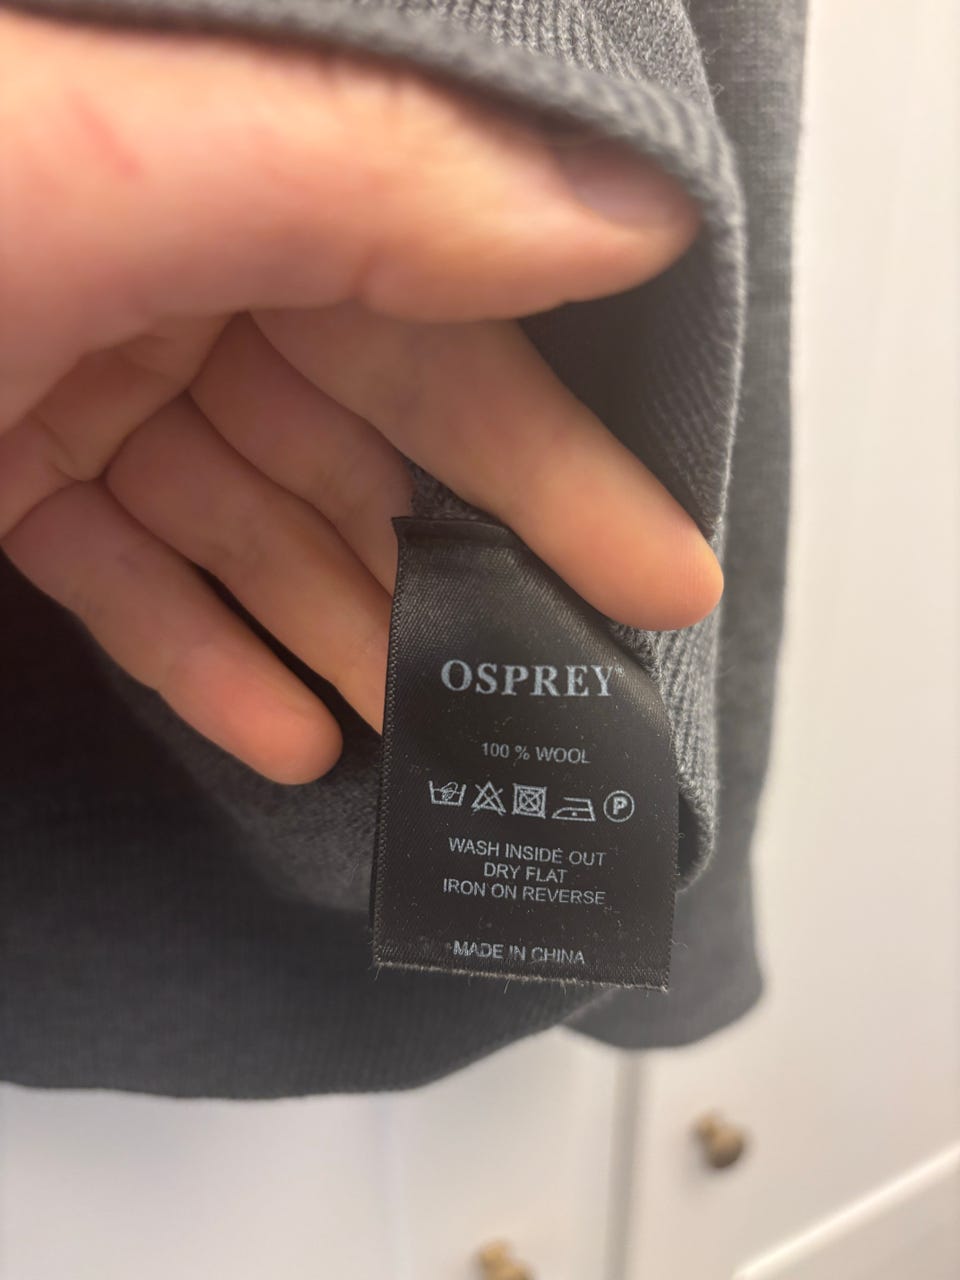 OSPREY
100 % WOOL
P
WASH INSIDE OUT
DRY FLAT
IRON ON REVERSE
MADE IN CHINA